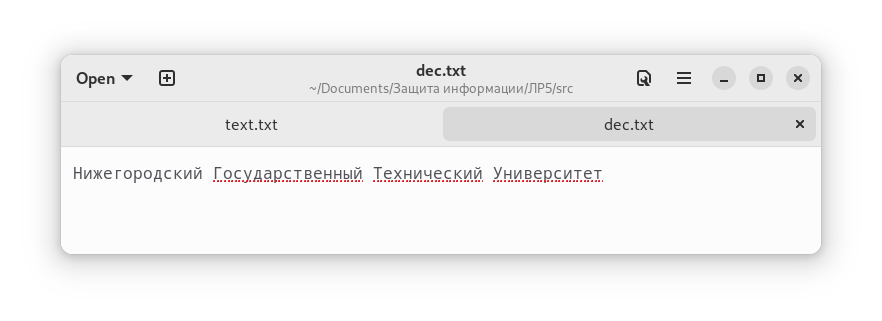 Open
dec.txt
~/Documents/Защита информации/ЛР5/src
text.txt
dec.txt
Нижегородский Государственный Технический Университет